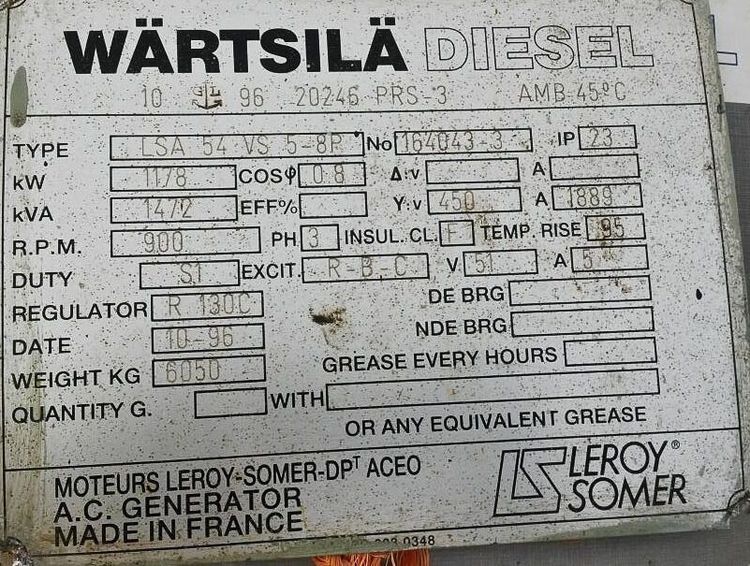 WÄRTSILÄ DIESEL
10 96 20246 PRS-3 AMB 45°C
TYPE LSA 54 VS 5-8P No 164043-3 IP 23
kW 1178 COSφ 0.8 Δ:v A
kVA 1472 EFF% Y:v 450 A 1889
R.P.M. 900 PH 3 INSUL. CL. F TEMP. RISE 95
DUTY S1 EXCIT. R-B-C V 51 A 5
REGULATOR R 130C DE BRG
DATE 10-96 NDE BRG
WEIGHT KG 6050 GREASE EVERY HOURS
QUANTITY G. WITH
OR ANY EQUIVALENT GREASE
MOTEURS LEROY-SOMER-DPᵀ ACEO
A.C. GENERATOR
MADE IN FRANCE
LS LEROY®
SOMER
0348